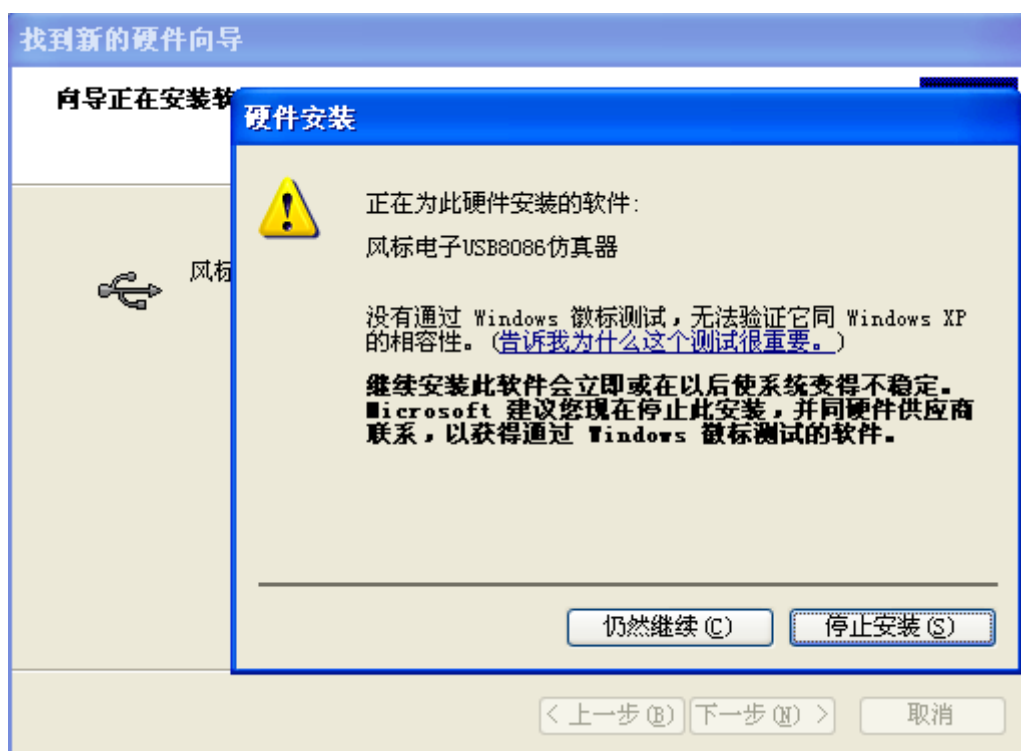 找到新的硬件向导
向导正在安装软
硬件安装
正在为此硬件安装的软件:
风标电子USB8086仿真器
风标
没有通过 Windows 徽标测试，无法验证它同 Windows XP
的相容性。(告诉我为什么这个测试很重要。)
继续安装此软件会立即或在以后使系统变得不稳定。
Microsoft 建议您现在停止此安装，并同硬件供应商
联系，以获得通过 Windows 徽标测试的软件。
仍然继续(C)
停止安装(S)
< 上一步(B)
下一步(N) >
取消